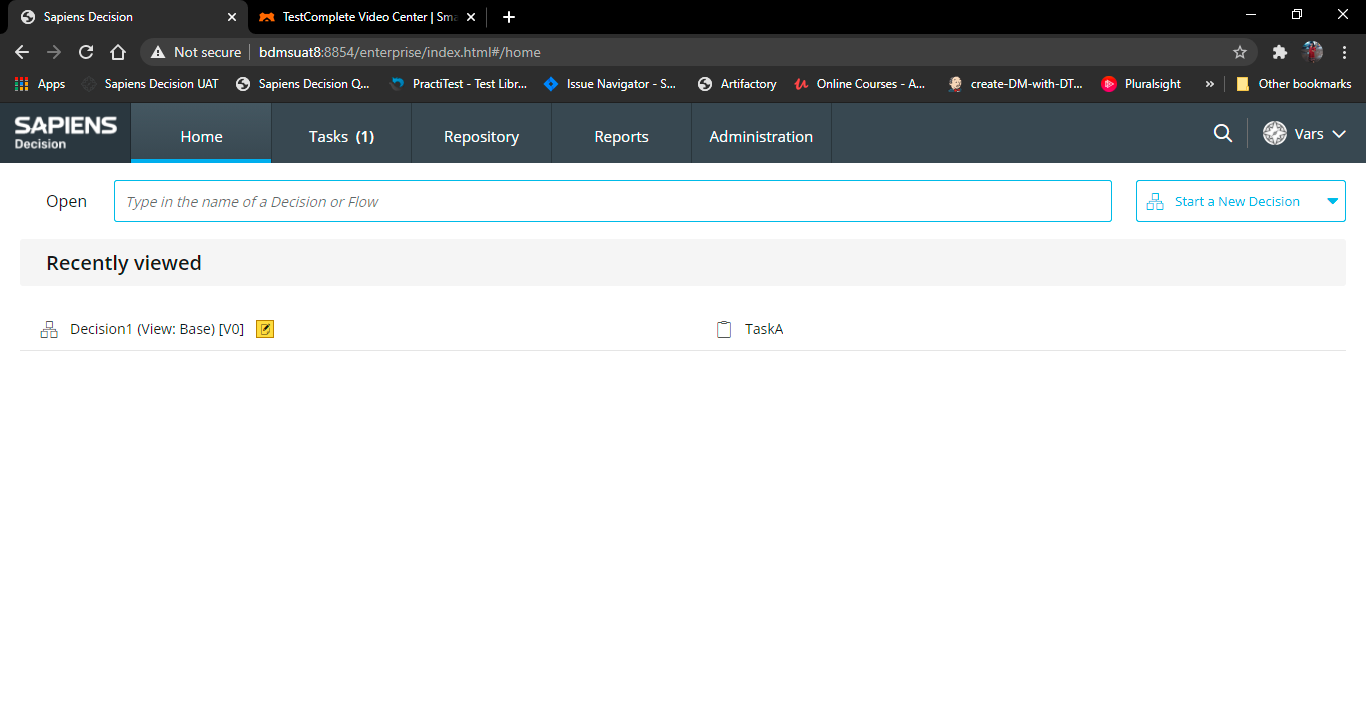 Sapiens Decision
TestComplete Video Center | Sma
Not secure bdmsuat8:8854/enterprise/index.html#/home
Apps Sapiens Decision UAT Sapiens Decision Q... PractiTest - Test Libr... Issue Navigator - S... Artifactory Online Courses - A... create-DM-with-DT... Pluralsight » Other bookmarks
SAPIENS
Decision
Home Tasks (1) Repository Reports Administration Vars
Open Type in the name of a Decision or Flow Start a New Decision
Recently viewed
Decision1 (View: Base) [V0] TaskA